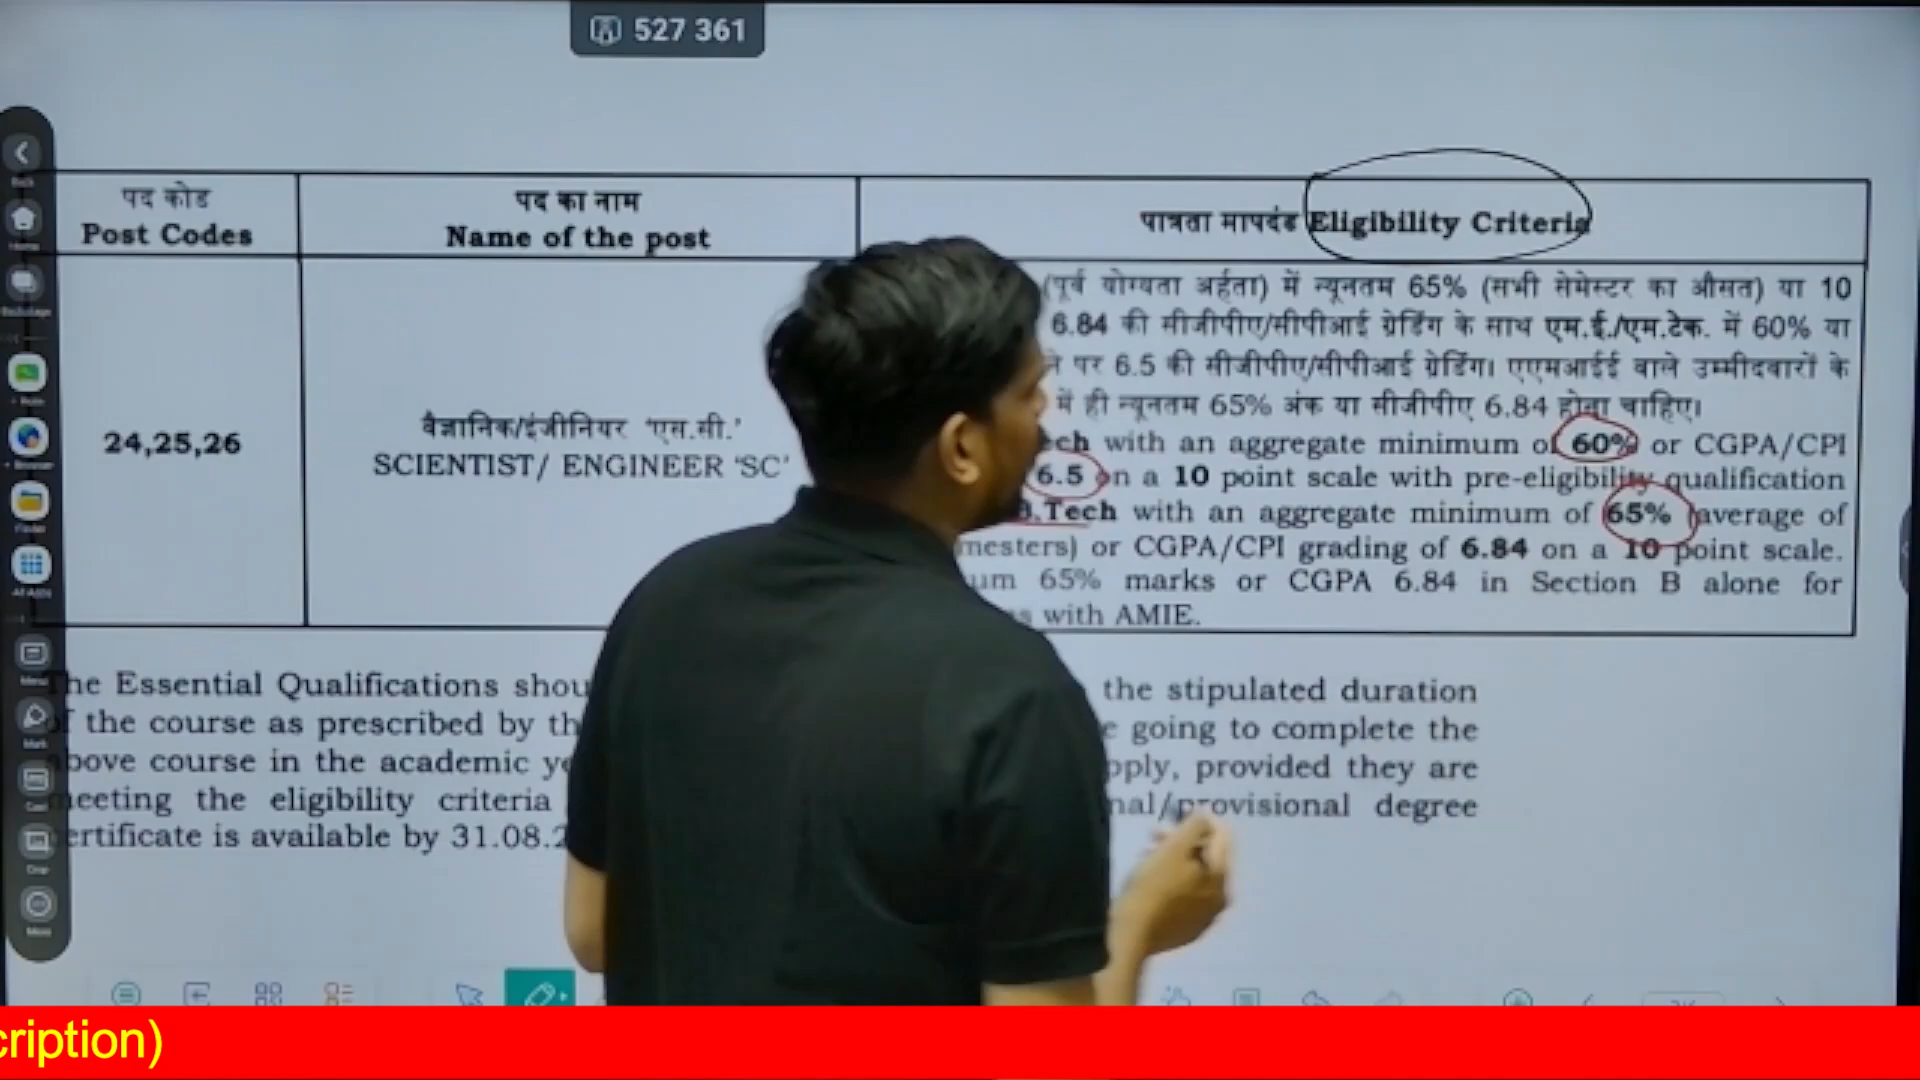 527 361
पद कोड
Post Codes
पद का नाम
Name of the post
पात्रता मापदंड Eligibility Criteria
24,25,26
वैज्ञानिक/इंजीनियर 'एस.सी.'
SCIENTIST/ ENGINEER 'SC'
(पूर्व योग्यता अर्हता) में न्यूनतम 65% (सभी सेमेस्टर का औसत) या 10
6.84 की सीजीपीए/सीपीआई ग्रेडिंग के साथ एम.ई./एम.टेक. में 60% या
पर 6.5 की सीजीपीए/सीपीआई ग्रेडिंग। एएमआईई वाले उम्मीदवारों के
में ही न्यूनतम 65% अंक या सीजीपीए 6.84 होना चाहिए।
ech with an aggregate minimum of 60% or CGPA/CPI
6.5 on a 10 point scale with pre-eligibility qualification
B.Tech with an aggregate minimum of 65% (average of
mesters) or CGPA/CPI grading of 6.84 on a 10 point scale.
um 65% marks or CGPA 6.84 in Section B alone for
s with AMIE.
he Essential Qualifications shou the stipulated duration
of the course as prescribed by th e going to complete the
above course in the academic ye pply, provided they are
meeting the eligibility criteria nal/provisional degree
ertificate is available by 31.08.2
Back
More
cription)